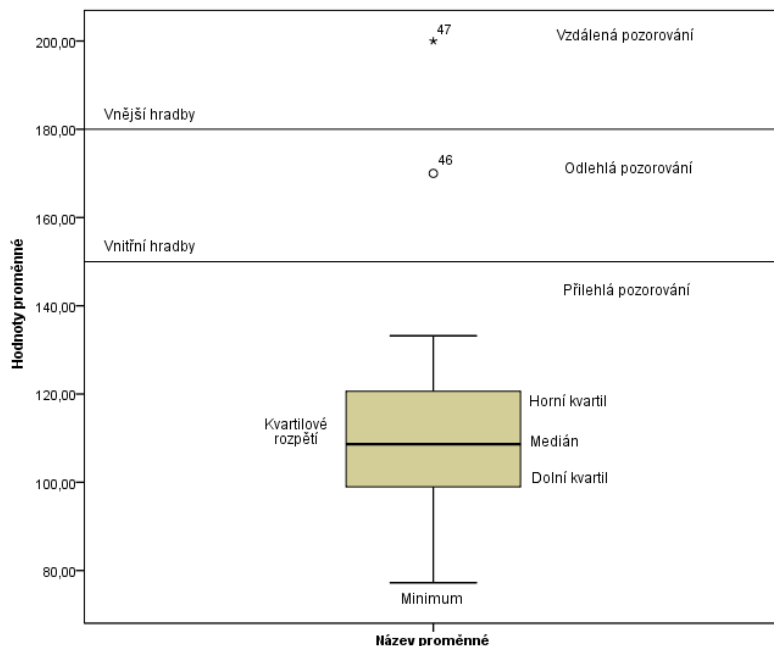 47
Vzdálená pozorování
200,00
Vnější hradby
180,00
46
Odlehlá pozorování
160,00
Vnitřní hradby
Přilehlá pozorování
140,00
Hodnoty proměnné
120,00
Horní kvartil
Kvartilové
rozpětí
Medián
100,00
Dolní kvartil
80,00
Minimum
Název proměnné